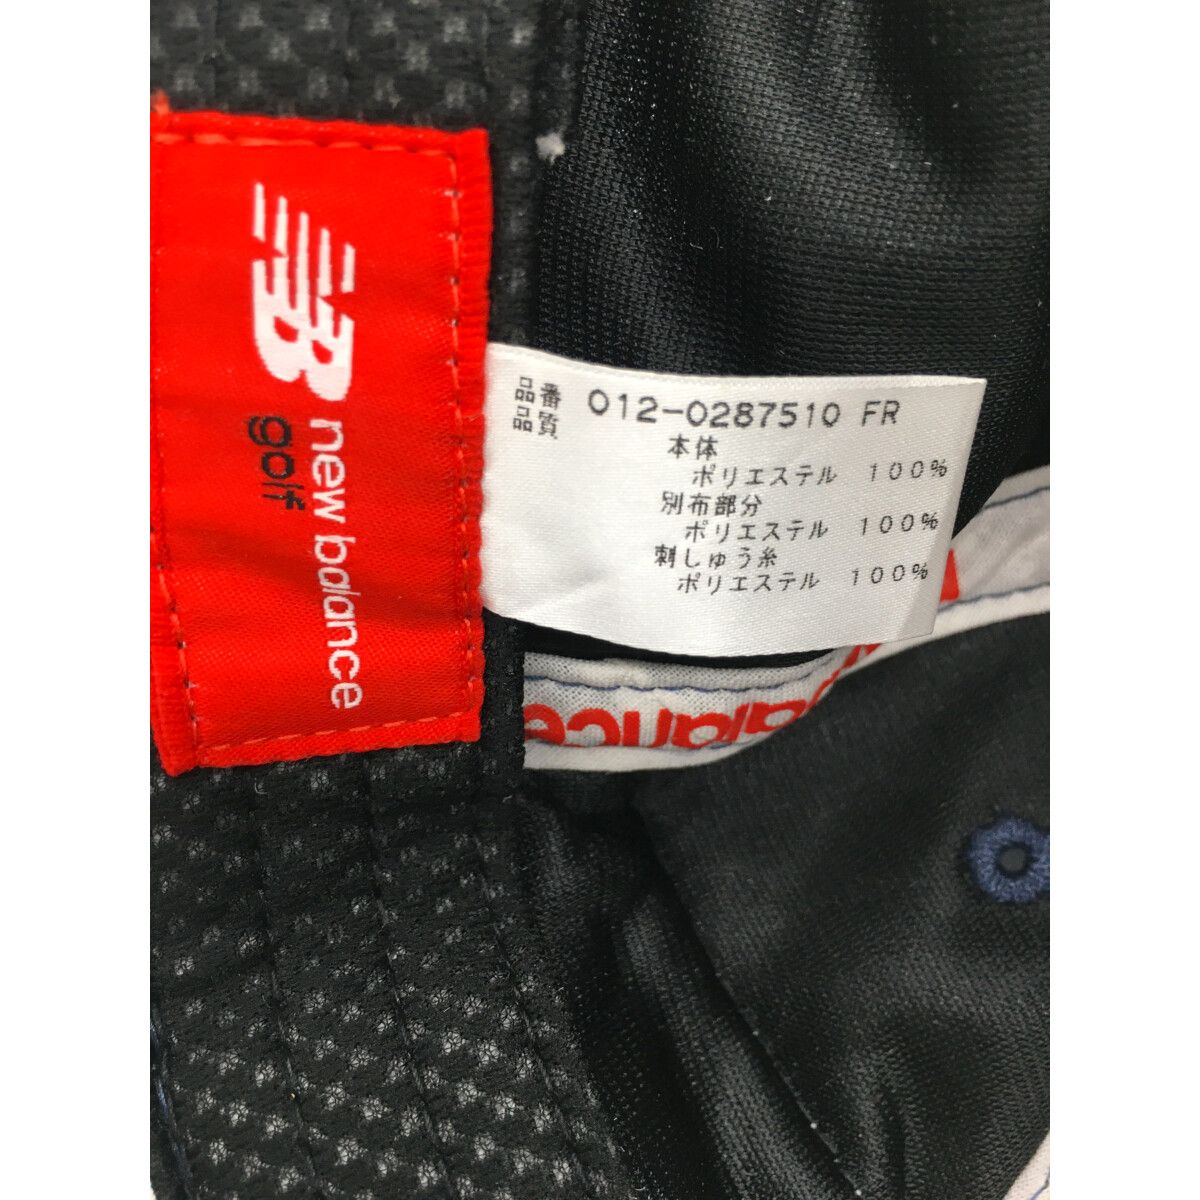 NB
new balance
golf
品番 012-0287510 FR
品質
本体
ポリエステル 100%
別布部分
ポリエステル 100%
刺しゅう糸
ポリエステル 100%
balance